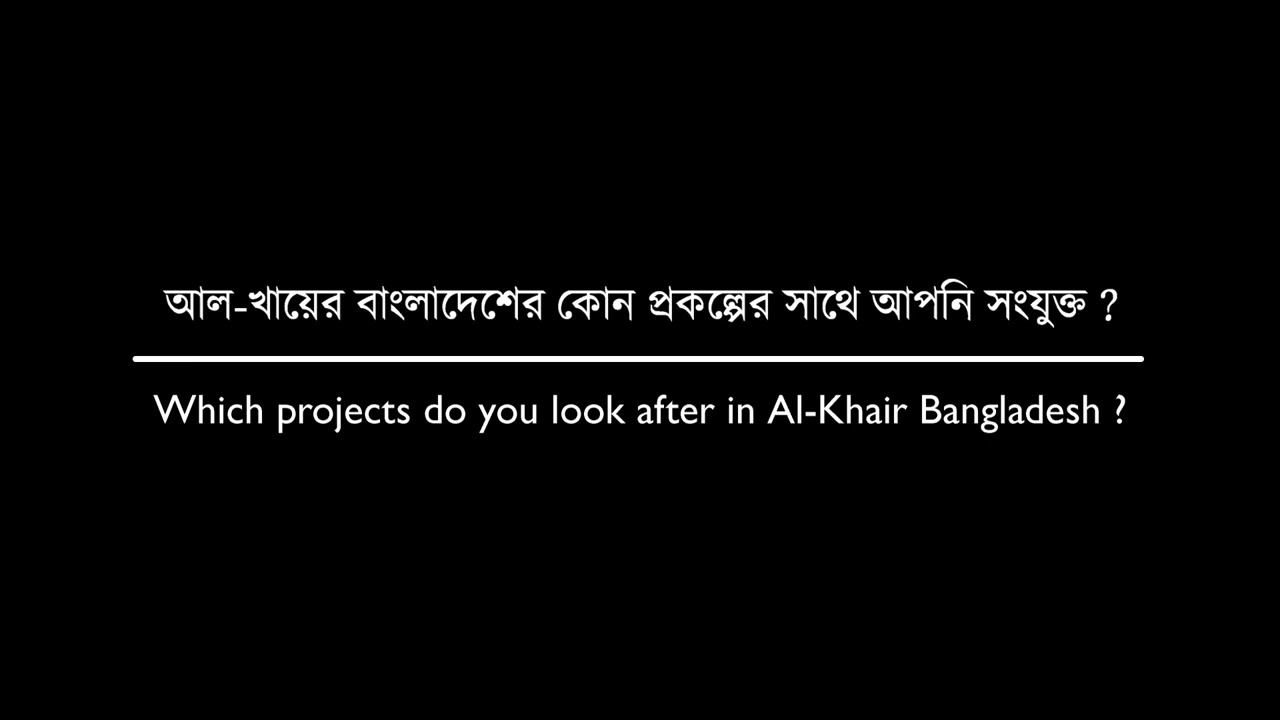 আল-খায়ের বাংলাদেশের কোন প্রকল্পের সাথে আপনি সংযুক্ত ?
Which projects do you look after in Al-Khair Bangladesh ?